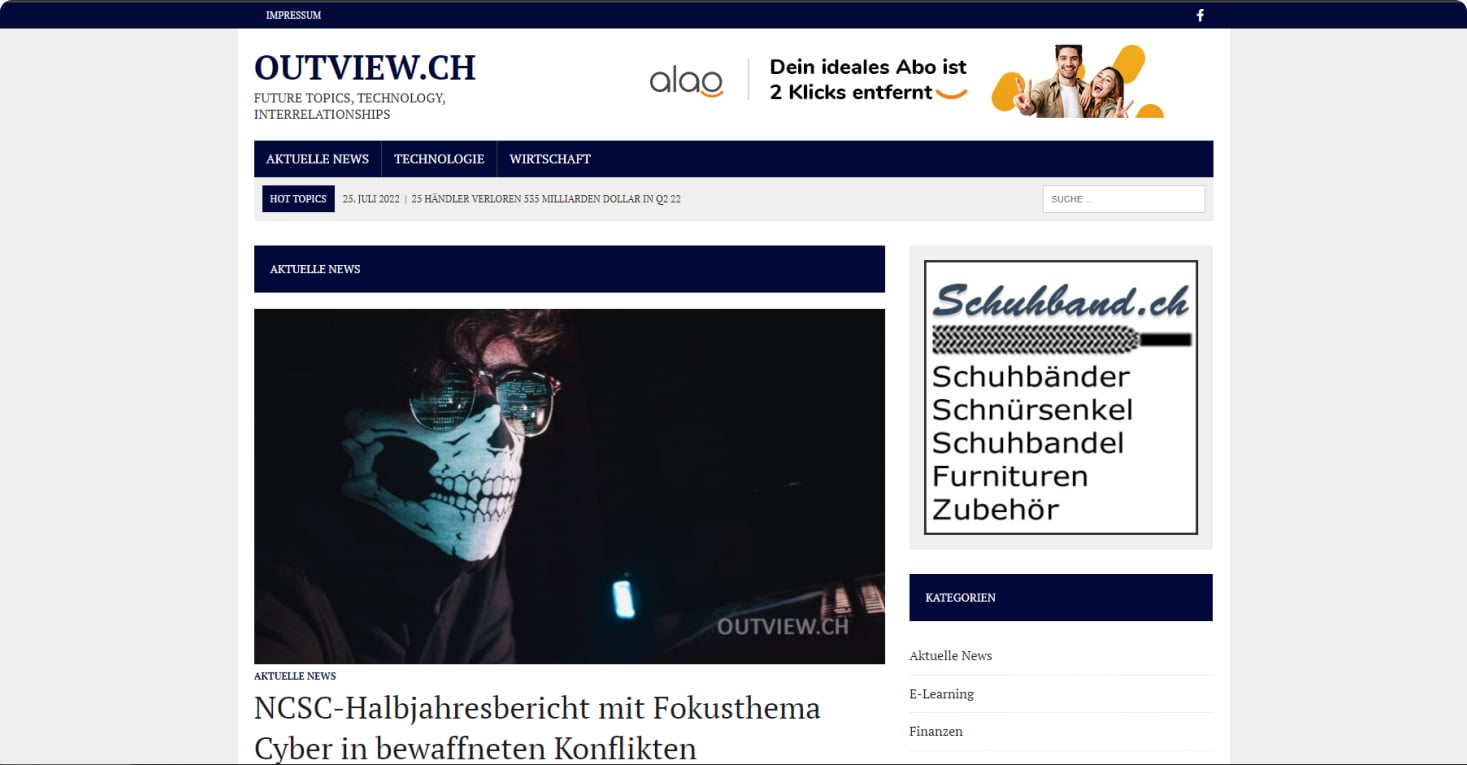 IMPRESSUM
OUTVIEW.CH
FUTURE TOPICS, TECHNOLOGY,
INTERRELATIONSHIPS
alao
Dein ideales Abo ist
2 Klicks entfernt
AKTUELLE NEWS
TECHNOLOGIE
WIRTSCHAFT
HOT TOPICS
25. JULI 2022 | 25 HÄNDLER VERLOREN 535 MILLIARDEN DOLLAR IN Q2 22
SUCHE ...
AKTUELLE NEWS
OUTVIEW.CH
AKTUELLE NEWS
NCSC-Halbjahresbericht mit Fokusthema
Cyber in bewaffneten Konflikten
Schuhband.ch
Schuhbänder
Schnürsenkel
Schuhbandel
Furnituren
Zubehör
KATEGORIEN
Aktuelle News
E-Learning
Finanzen